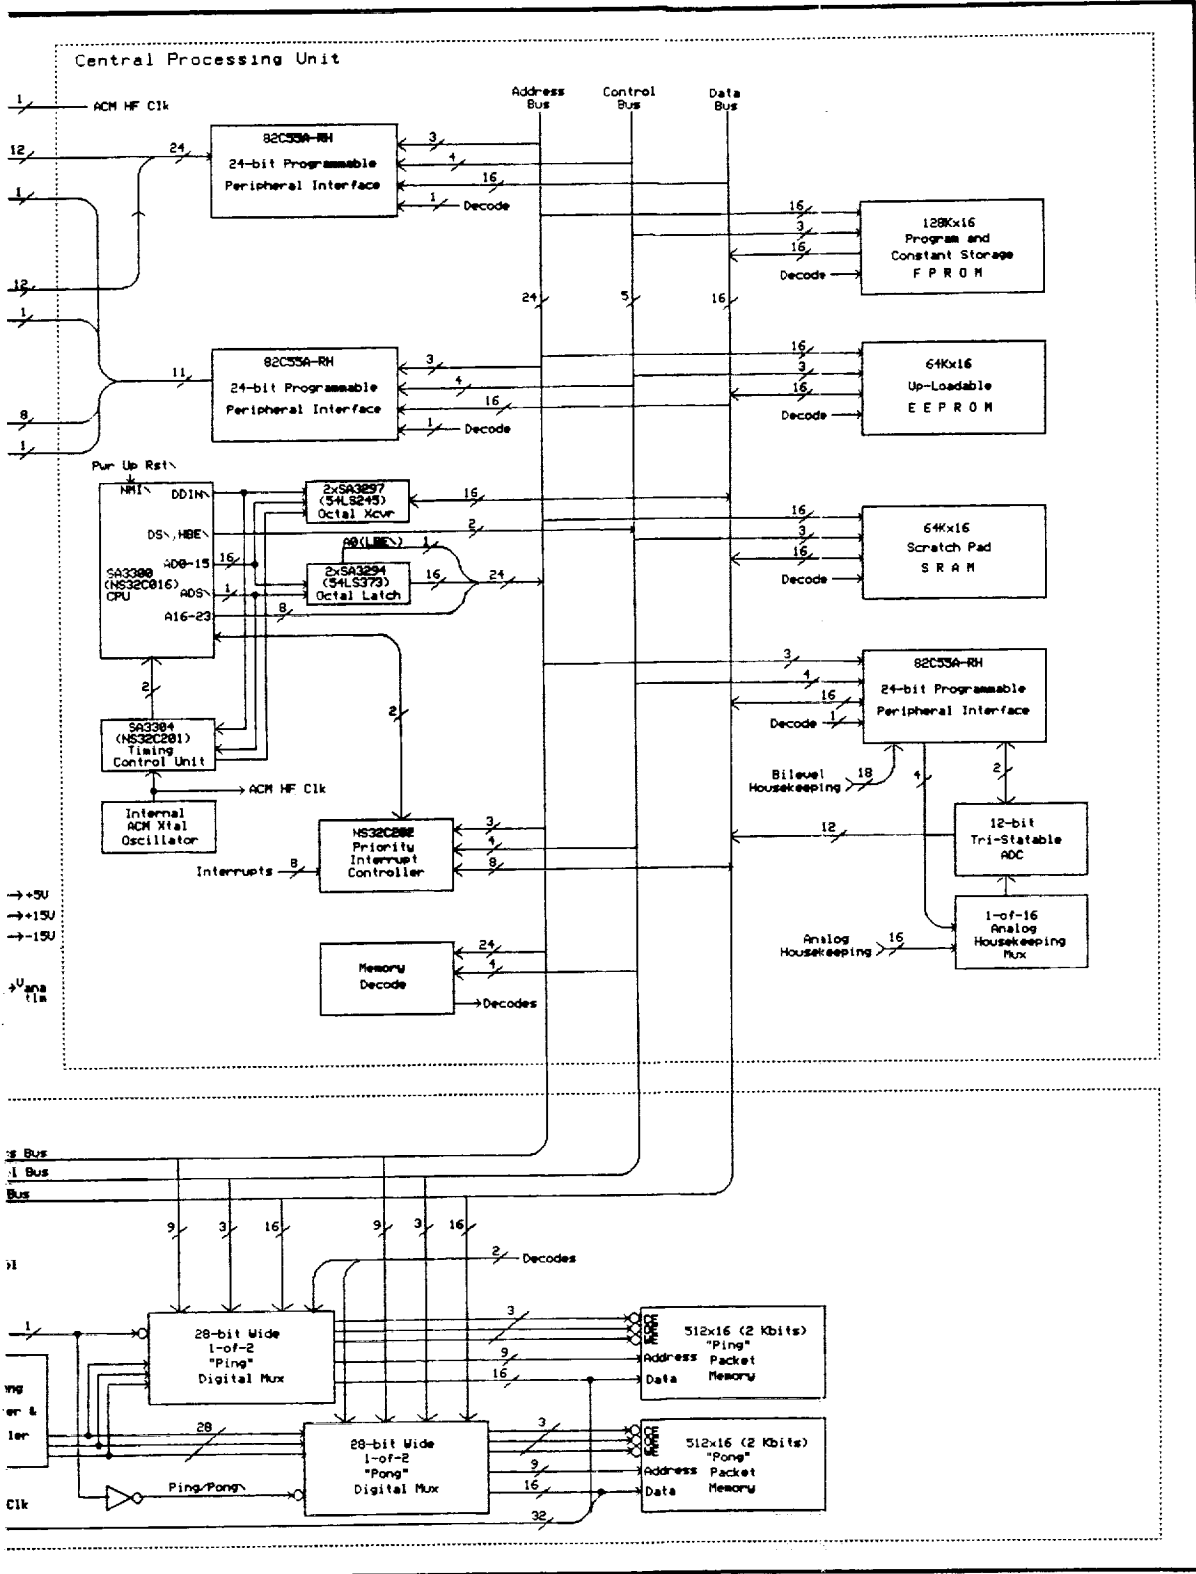 Central Processing Unit
1
ACM HF Clk
Address
Bus
Control
Bus
Data
Bus
12
24
82C55A-RH
24-bit Programmable
Peripheral Interface
3
4
16
1
Decode
1
12
1
8
1
16
3
16
Decode
128Kx16
Program and
Constant Storage
F P R O M
24
5
16
11
82C55A-RH
24-bit Programmable
Peripheral Interface
3
4
16
1
Decode
16
3
16
Decode
64Kx16
Up-Loadable
E E P R O M
Pwr Up Rst\
NMI\
DDIN\
DS\,HBE\
AD0-15
16
ADS\
1
A16-23
8
SA3300
(NS32C016)
CPU
2xSA3297
(54LS245)
Octal Xcvr
16
2
A0(LBE\)
1
2xSA3294
(54LS373)
Octal Latch
16
24
16
3
16
Decode
64Kx16
Scratch Pad
S R A M
2
2
SA3304
(NS32C201)
Timing
Control Unit
ACM HF Clk
Internal
ACM Xtal
Oscillator
3
4
16
Decode
1
82C55A-RH
24-bit Programmable
Peripheral Interface
Bilevel
Housekeeping
18
4
2
12
12-bit
Tri-Statable
ADC
Interrupts
8
NS32C202
Priority
Interrupt
Controller
3
4
8
Analog
Housekeeping
16
1-of-16
Analog
Housekeeping
Mux
+5V
+15V
-15V
Vana
tlm
Memory
Decode
24
4
Decodes
s Bus
l Bus
Bus
9
3
16
9
3
16
2
Decodes
ol
1
28-bit Wide
1-of-2
"Ping"
Digital Mux
3
9
16
512x16 (2 Kbits)
"Ping"
Address Packet
Data Memory
ong
er &
ler
28
28-bit Wide
1-of-2
"Pong"
Digital Mux
3
9
16
512x16 (2 Kbits)
"Pong"
Address Packet
Data Memory
Clk
Ping/Pong\
32